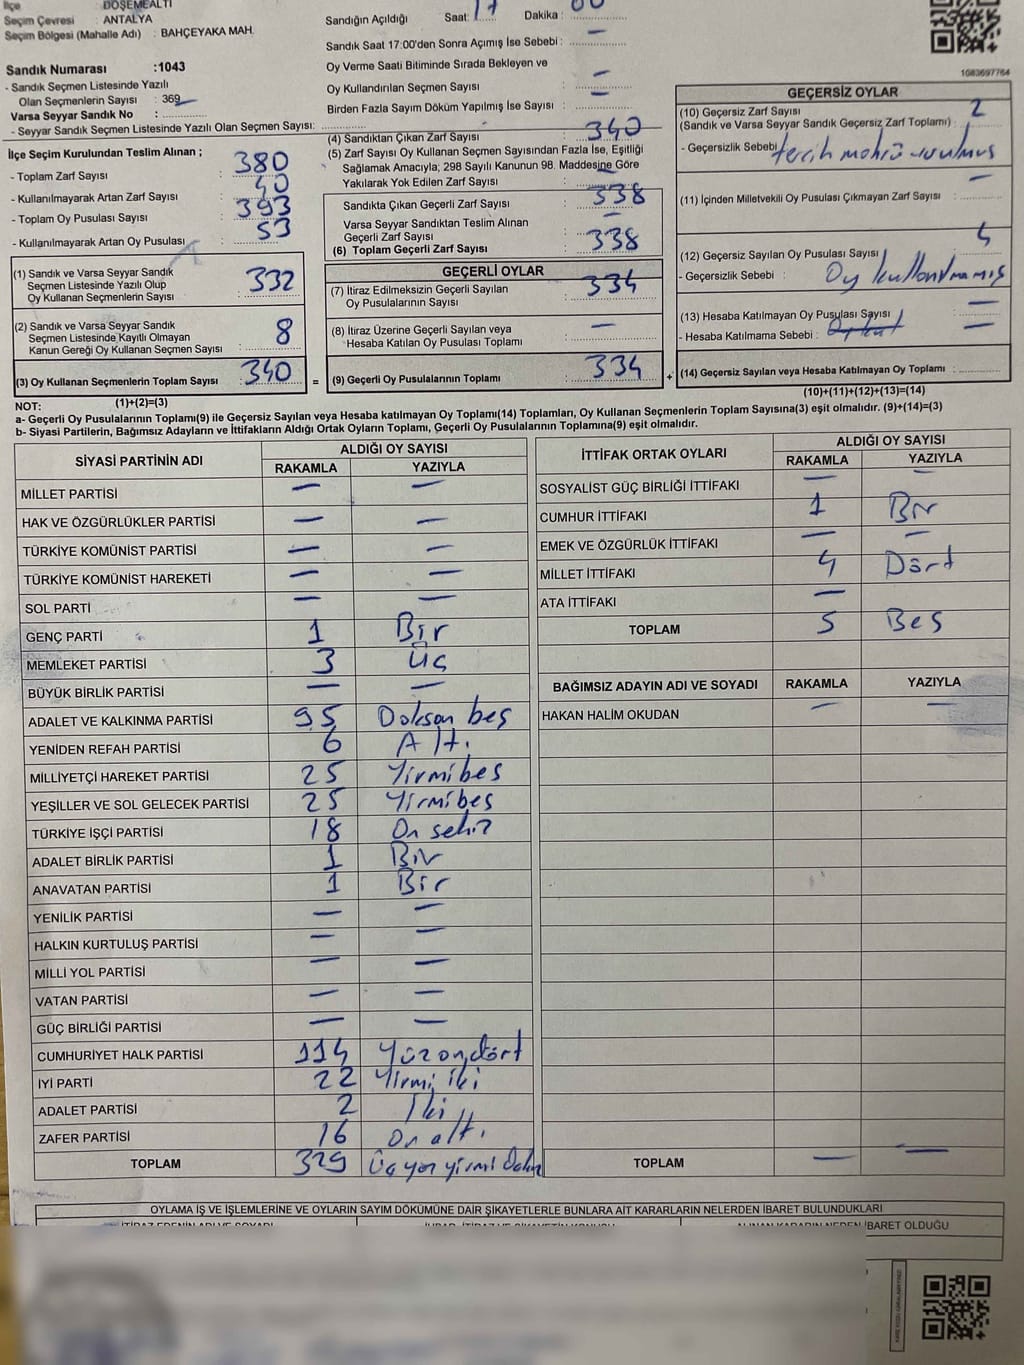 İlçe : DÖŞEMEALTI
Seçim Çevresi : ANTALYA
Seçim Bölgesi (Mahalle Adı) : BAHÇEYAKA MAH.
Sandık Numarası :1043
- Sandık Seçmen Listesinde Yazılı
Olan Seçmenlerin Sayısı : 369
Varsa Seyyar Sandık No :
- Seyyar Sandık Seçmen Listesinde Yazılı Olan Seçmen Sayısı:
Sandığın Açıldığı Saat: 17 Dakika : 00
Sandık Saat 17:00'den Sonra Açımış İse Sebebi: —
Oy Verme Saati Bitiminde Sırada Bekleyen ve
Oy Kullandırılan Seçmen Sayısı : —
Birden Fazla Sayım Döküm Yapılmış İse Sayısı : —
1083697764
İlçe Seçim Kurulundan Teslim Alınan ;
- Toplam Zarf Sayısı : 380
- Kullanılmayarak Artan Zarf Sayısı : 40
- Toplam Oy Pusulası Sayısı : 393
- Kullanılmayarak Artan Oy Pusulası : 53
(1) Sandık ve Varsa Seyyar Sandık
Seçmen Listesinde Yazılı Olup
Oy Kullanan Seçmenlerin Sayısı : 332
(2) Sandık ve Varsa Seyyar Sandık
Seçmen Listesinde Kayıtlı Olmayan
Kanun Gereği Oy Kullanan Seçmen Sayısı : 8
(3) Oy Kullanan Seçmenlerin Toplam Sayısı : 340 =
(1)+(2)=(3)
(4) Sandıktan Çıkan Zarf Sayısı : 340
(5) Zarf Sayısı Oy Kullanan Seçmen Sayısından Fazla İse, Eşitliği
Sağlamak Amacıyla; 298 Sayılı Kanunun 98. Maddesine Göre
Yakılarak Yok Edilen Zarf Sayısı : —
Sandıkta Çıkan Geçerli Zarf Sayısı : 338
Varsa Seyyar Sandıktan Teslim Alınan
Geçerli Zarf Sayısı : —
(6) Toplam Geçerli Zarf Sayısı : 338
GEÇERLİ OYLAR
(7) İtiraz Edilmeksizin Geçerli Sayılan
Oy Pusulalarının Sayısı : 334
(8) İtiraz Üzerine Geçerli Sayılan veya
Hesaba Katılan Oy Pusulası Toplamı : —
(9) Geçerli Oy Pusulalarının Toplamı : 334 +
GEÇERSİZ OYLAR
(10) Geçersiz Zarf Sayısı 2
(Sandık ve Varsa Seyyar Sandık Geçersiz Zarf Toplamı) :
- Geçersizlik Sebebi : tercih mührü vurulmuş
(11) İçinden Milletvekili Oy Pusulası Çıkmayan Zarf Sayısı : —
(12) Geçersiz Sayılan Oy Pusulası Sayısı : 4
- Geçersizlik Sebebi : Oy kullanılmamış
(13) Hesaba Katılmayan Oy Pusulası Sayısı : —
- Hesaba Katılmama Sebebi : —
(14) Geçersiz Sayılan veya Hesaba Katılmayan Oy Toplamı :
(10)+(11)+(12)+(13)=(14)
NOT:
a- Geçerli Oy Pusulalarının Toplamı(9) ile Geçersiz Sayılan veya Hesaba katılmayan Oy Toplamı(14) Toplamları, Oy Kullanan Seçmenlerin Toplam Sayısına(3) eşit olmalıdır. (9)+(14)=(3)
b- Siyasi Partilerin, Bağımsız Adayların ve İttifakların Aldığı Ortak Oyların Toplamı, Geçerli Oy Pusulalarının Toplamına(9) eşit olmalıdır.
SİYASİ PARTİNİN ADI ALDIĞI OY SAYISI
RAKAMLA YAZIYLA
MİLLET PARTİSİ — —
HAK VE ÖZGÜRLÜKLER PARTİSİ — —
TÜRKİYE KOMÜNİST PARTİSİ — —
TÜRKİYE KOMÜNİST HAREKETİ — —
SOL PARTİ — —
GENÇ PARTİ 1 Bir
MEMLEKET PARTİSİ 3 üç
BÜYÜK BİRLİK PARTİSİ — —
ADALET VE KALKINMA PARTİSİ 95 Doksan beş
YENİDEN REFAH PARTİSİ 6 Altı
MİLLİYETÇİ HAREKET PARTİSİ 25 Yirmibeş
YEŞİLLER VE SOL GELECEK PARTİSİ 25 Yirmibeş
TÜRKİYE İŞÇİ PARTİSİ 18 On sekiz
ADALET BİRLİK PARTİSİ 1 Bir
ANAVATAN PARTİSİ 1 Bir
YENİLİK PARTİSİ — —
HALKIN KURTULUŞ PARTİSİ — —
MİLLİ YOL PARTİSİ — —
VATAN PARTİSİ — —
GÜÇ BİRLİĞİ PARTİSİ — —
CUMHURİYET HALK PARTİSİ 114 Yüzondört
İYİ PARTİ 22 Yirmi iki
ADALET PARTİSİ 2 İki
ZAFER PARTİSİ 16 On altı
TOPLAM 329 üçyüz yirmi Dokuz
İTTİFAK ORTAK OYLARI ALDIĞI OY SAYISI
RAKAMLA YAZIYLA
SOSYALİST GÜÇ BİRLİĞİ İTTİFAKI — —
CUMHUR İTTİFAKI 1 Bir
EMEK VE ÖZGÜRLÜK İTTİFAKI — —
MİLLET İTTİFAKI 4 Dört
ATA İTTİFAKI —
TOPLAM 5 Beş
BAĞIMSIZ ADAYIN ADI VE SOYADI RAKAMLA YAZIYLA
HAKAN HALİM OKUDAN — —
TOPLAM — —
OYLAMA İŞ VE İŞLEMLERİNE VE OYLARIN SAYIM DÖKÜMÜNE DAİR ŞİKAYETLERLE BUNLARA AİT KARARLARIN NELERDEN İBARET BULUNDUKLARI
İTİRAZ EDENİN ADI VE SOYADI
ALINAN KARARIN NEDEN İBARET OLDUĞU